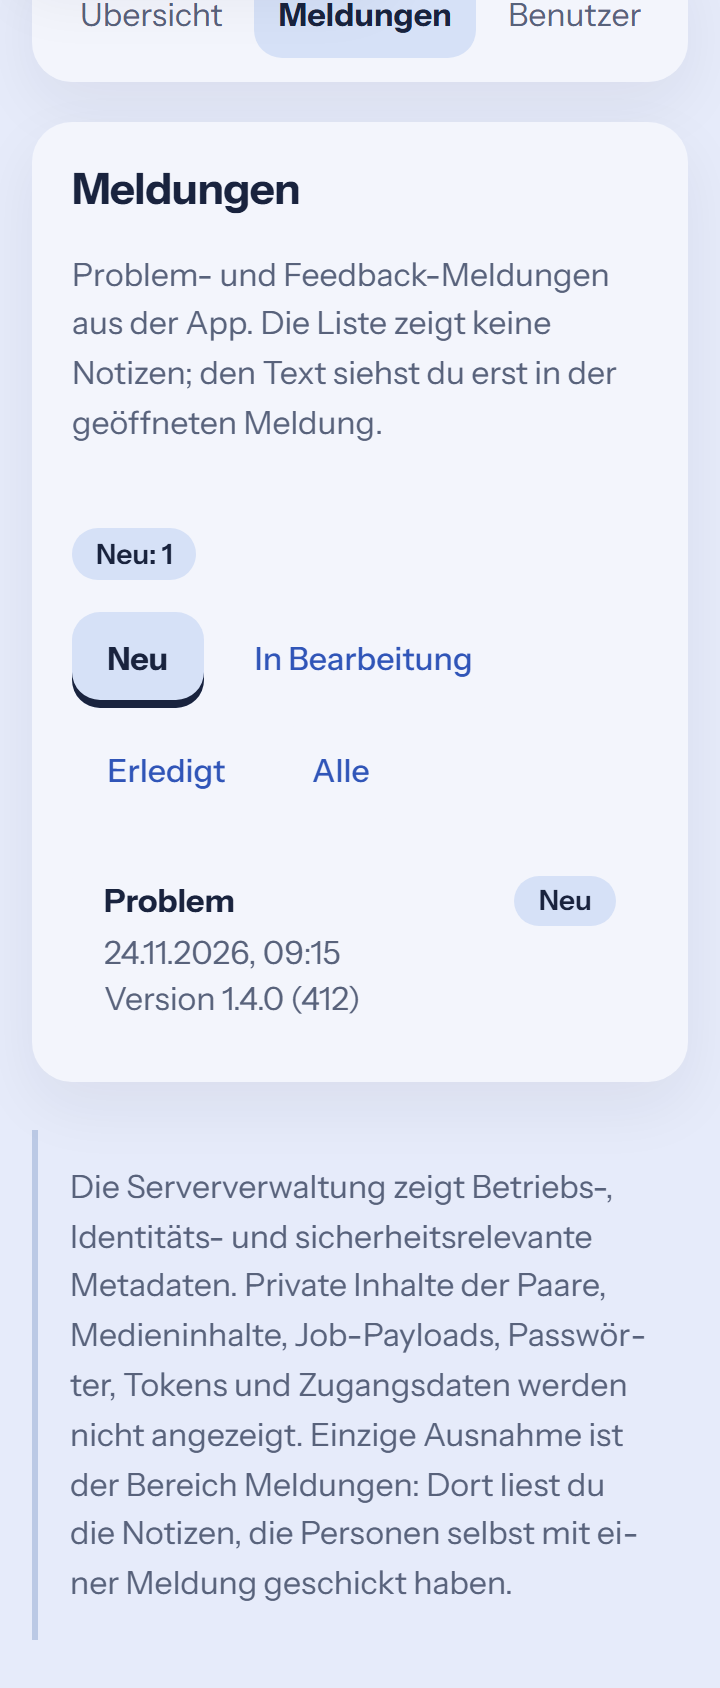 Übersicht Meldungen Benutzer
Meldungen
Problem- und Feedback-Meldungen
aus der App. Die Liste zeigt keine
Notizen; den Text siehst du erst in der
geöffneten Meldung.
Neu: 1
Neu In Bearbeitung
Erledigt Alle
Problem Neu
24.11.2026, 09:15
Version 1.4.0 (412)
Die Serververwaltung zeigt Betriebs-,
Identitäts- und sicherheitsrelevante
Metadaten. Private Inhalte der Paare,
Medieninhalte, Job-Payloads, Passwör-
ter, Tokens und Zugangsdaten werden
nicht angezeigt. Einzige Ausnahme ist
der Bereich Meldungen: Dort liest du
die Notizen, die Personen selbst mit ei-
ner Meldung geschickt haben.